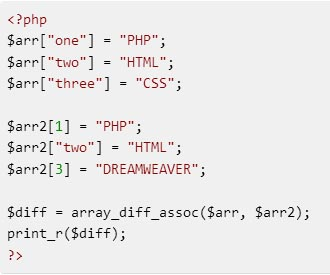 <?php
$arr["one"] = "PHP";
$arr["two"] = "HTML";
$arr["three"] = "CSS";
$arr2[1] = "PHP";
$arr2["two"] = "HTML";
$arr2[3] = "DREAMWEAVER";
$diff = array_diff_assoc($arr, $arr2);
print_r($diff);
?>